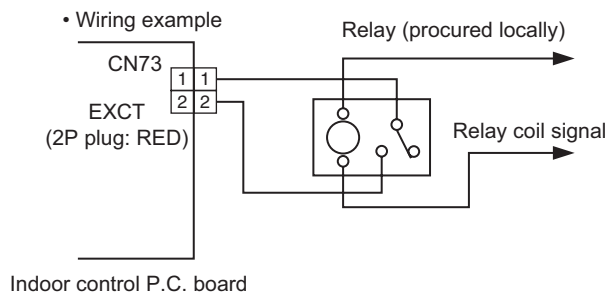 • Wiring example
Relay (procured locally)
CN73
1 1
2 2
EXCT
(2P plug: RED)
Relay coil signal
Indoor control P.C. board